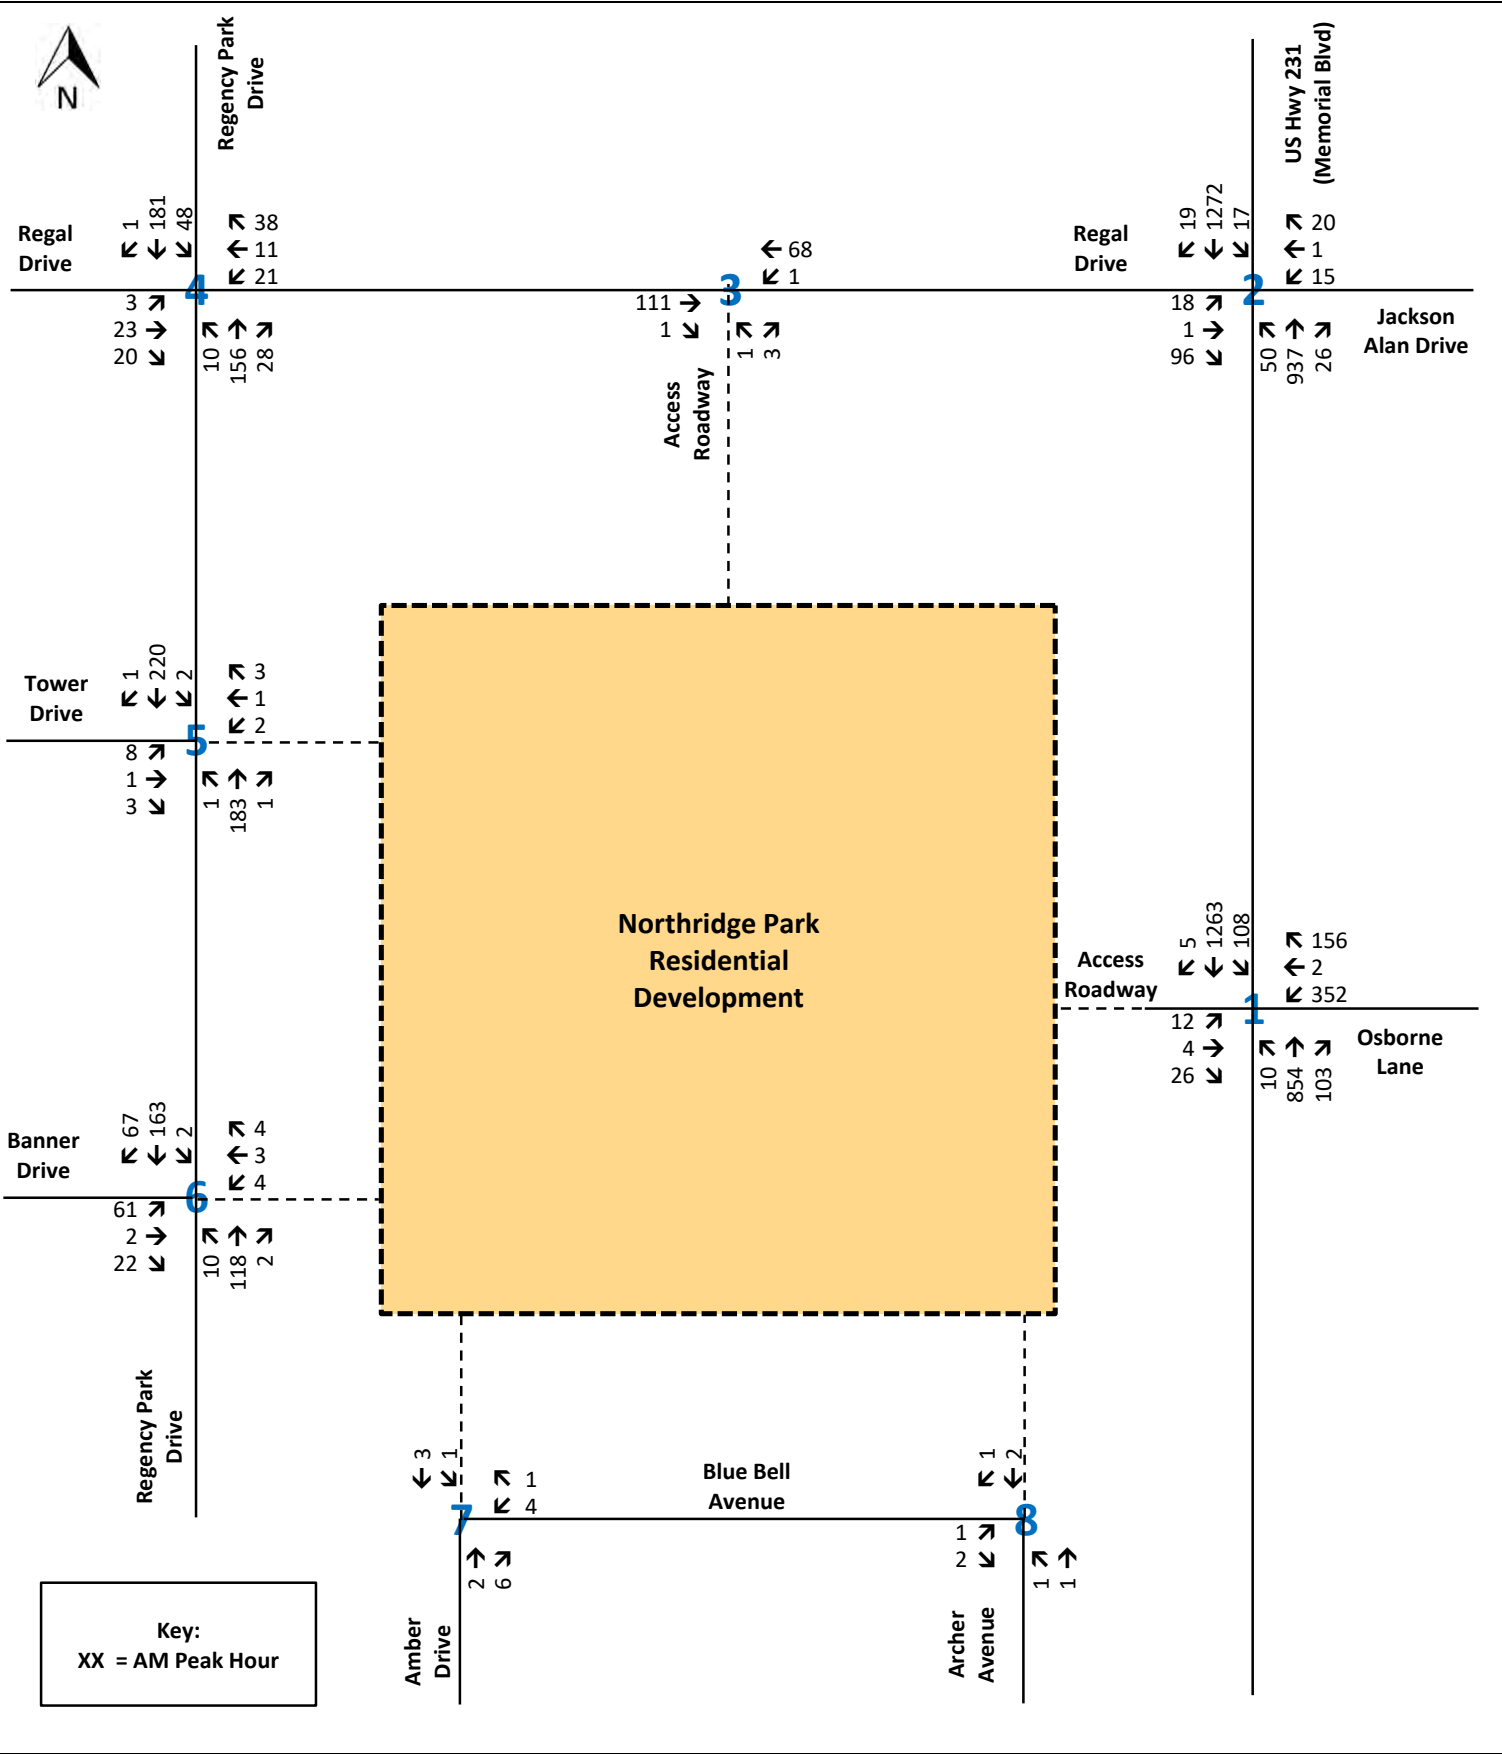 N
Regency Park
Drive
US Hwy 231
(Memorial Blvd)
Regal
Drive
1
181
48
38
11
21
4
3
23
20
10
156
28
68
1
3
111
1
1
3
Access
Roadway
Regal
Drive
19
1272
17
20
1
15
2
18
1
96
50
937
26
Jackson
Alan Drive
Tower
Drive
1
220
2
3
1
2
5
8
1
3
1
183
1
Northridge Park
Residential
Development
Access
Roadway
5
1263
108
156
2
352
1
12
4
26
10
854
103
Osborne
Lane
Banner
Drive
67
163
2
4
3
4
6
61
2
22
10
118
2
Regency Park
Drive
3
1
1
4
7
2
6
Amber
Drive
Blue Bell
Avenue
1
2
8
1
2
1
1
Archer
Avenue
Key:
XX = AM Peak Hour